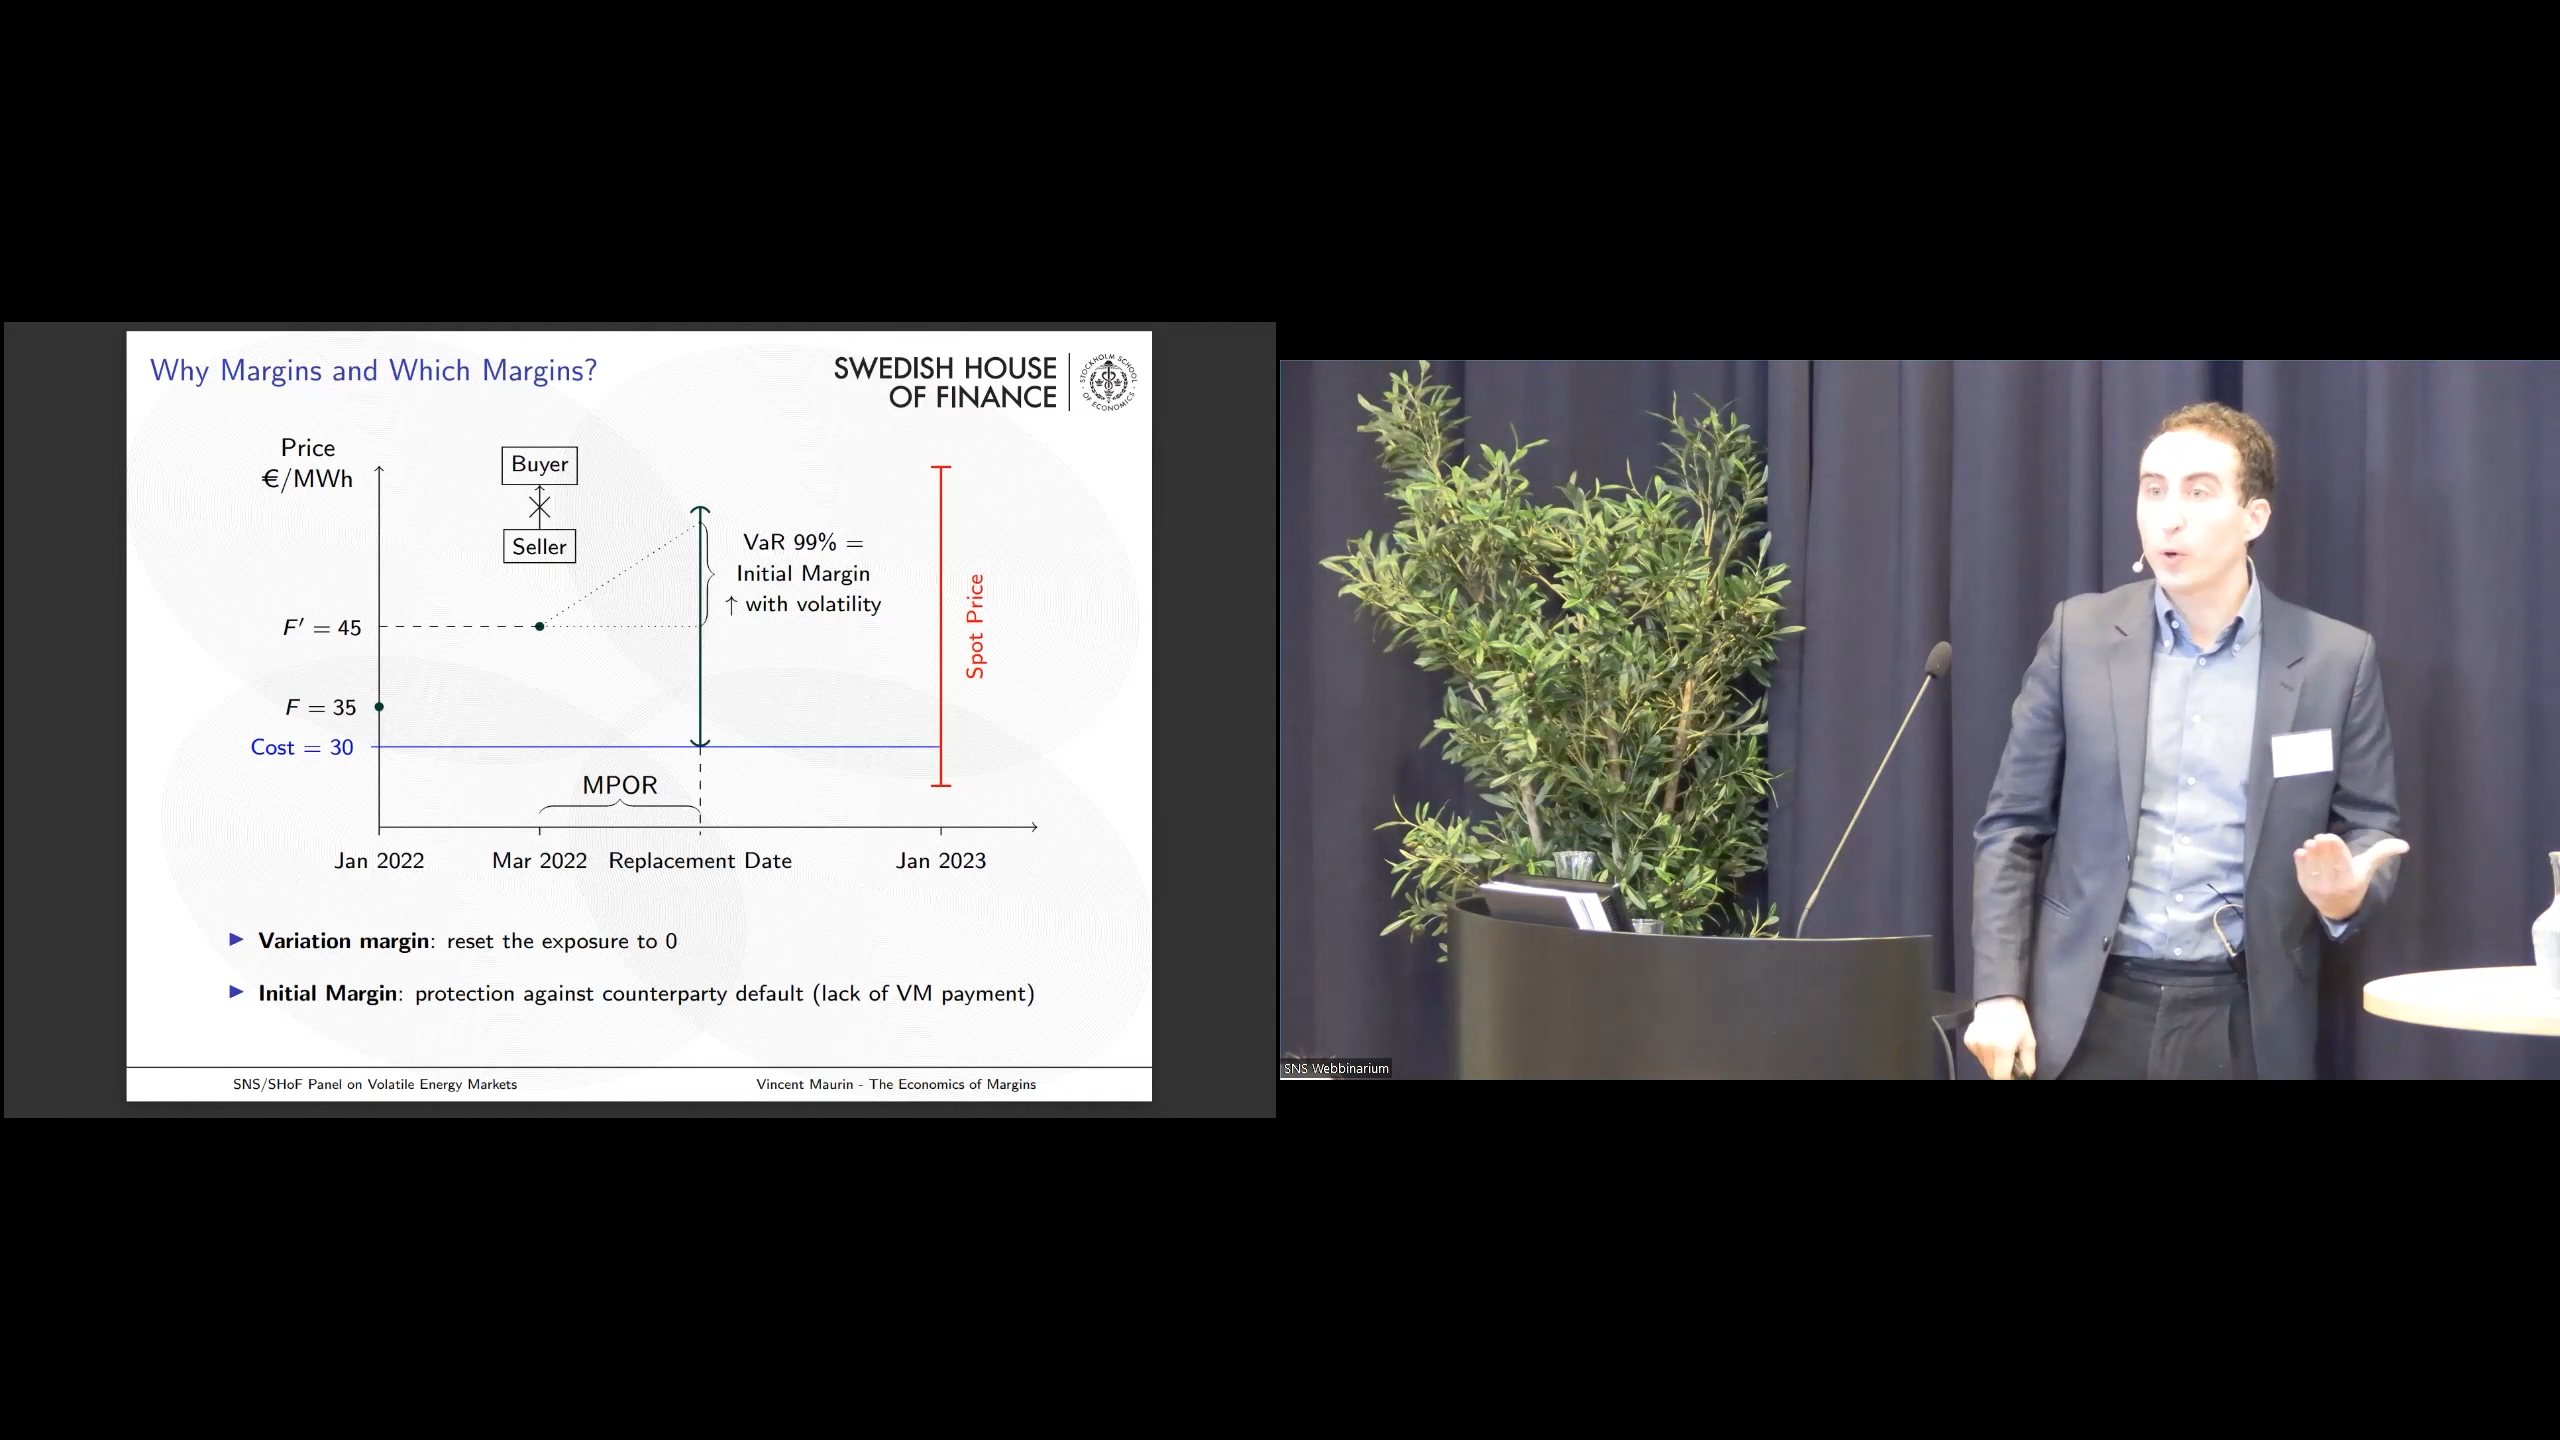 Why Margins and Which Margins?
SWEDISH HOUSE
OF FINANCE
STOCKHOLM SCHOOL
OF ECONOMICS
Price
€/MWh
Buyer
Seller
VaR 99% =
Initial Margin
↑ with volatility
F′ = 45
F = 35
Cost = 30
MPOR
Spot Price
Jan 2022
Mar 2022
Replacement Date
Jan 2023
▶ Variation margin: reset the exposure to 0
▶ Initial Margin: protection against counterparty default (lack of VM payment)
SNS/SHoF Panel on Volatile Energy Markets
Vincent Maurin - The Economics of Margins
SNS Webbinarium